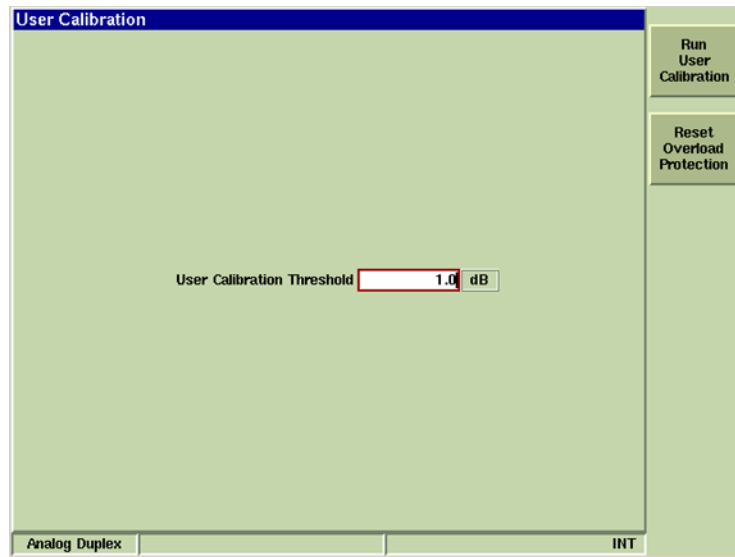 User Calibration
Run
User
Calibration
Reset
Overload
Protection
User Calibration Threshold 1.0 dB
Analog Duplex INT